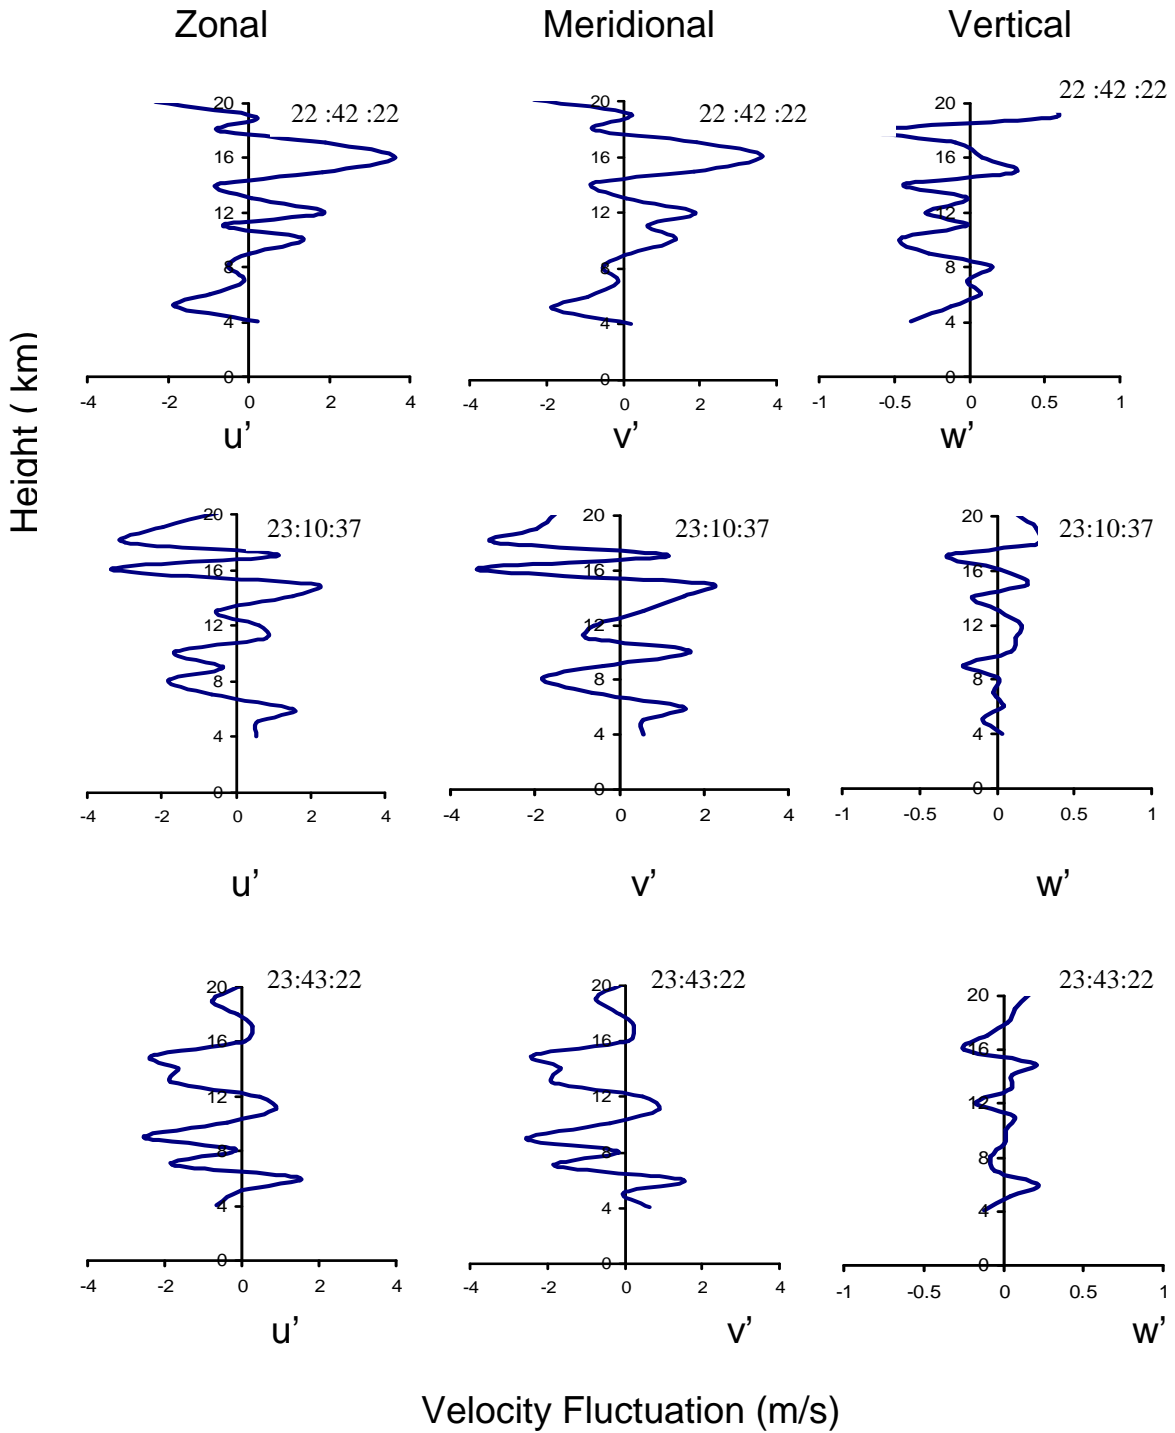 Zonal Meridional Vertical
22 :42 :22 22 :42 :22 22 :42 :22
20 20 20
16 16 16
12 12 12
8 8 8
4 4 4
0 0 0
-4 -2 0 2 4 -4 -2 0 2 4 -1 -0.5 0 0.5 1
u’ v’ w’
Height ( km)
23:10:37 23:10:37 23:10:37
20 20 20
16 16 16
12 12 12
8 8 8
4 4 4
0 0 0
-4 -2 0 2 4 -4 -2 0 2 4 -1 -0.5 0 0.5 1
u’ v’ w’
23:43:22 23:43:22 23:43:22
20 20 20
16 16 16
12 12 12
8 8 8
4 4 4
0 0 0
-4 -2 0 2 4 -4 -2 0 2 4 -1 -0.5 0 0.5 1
u’ v’ w’
Velocity Fluctuation (m/s)